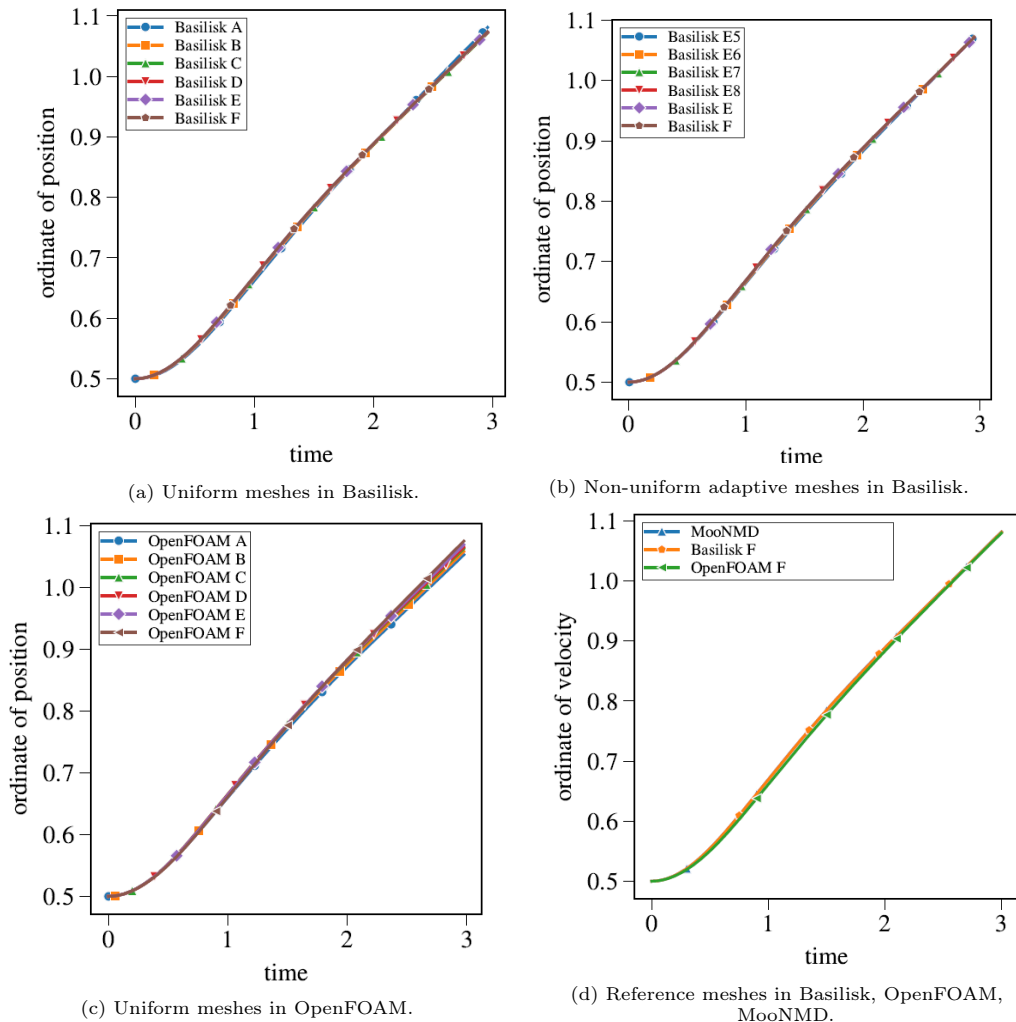 1.1
1.0
0.9
0.8
0.7
0.6
0.5
ordinate of position
Basilisk A
Basilisk B
Basilisk C
Basilisk D
Basilisk E
Basilisk F
0 1 2 3
time
(a) Uniform meshes in Basilisk.
1.1
1.0
0.9
0.8
0.7
0.6
0.5
ordinate of position
Basilisk E5
Basilisk E6
Basilisk E7
Basilisk E8
Basilisk E
Basilisk F
0 1 2 3
time
(b) Non-uniform adaptive meshes in Basilisk.
1.1
1.0
0.9
0.8
0.7
0.6
0.5
ordinate of position
OpenFOAM A
OpenFOAM B
OpenFOAM C
OpenFOAM D
OpenFOAM E
OpenFOAM F
0 1 2 3
time
(c) Uniform meshes in OpenFOAM.
1.1
1.0
0.9
0.8
0.7
0.6
0.5
ordinate of velocity
MooNMD
Basilisk F
OpenFOAM F
0 1 2 3
time
(d) Reference meshes in Basilisk, OpenFOAM,
MooNMD.